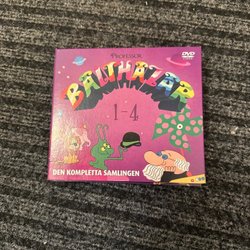 PROFESSOR
DVD
BALTHAZAR
1-4
DEN KOMPLETTA SAMLINGEN